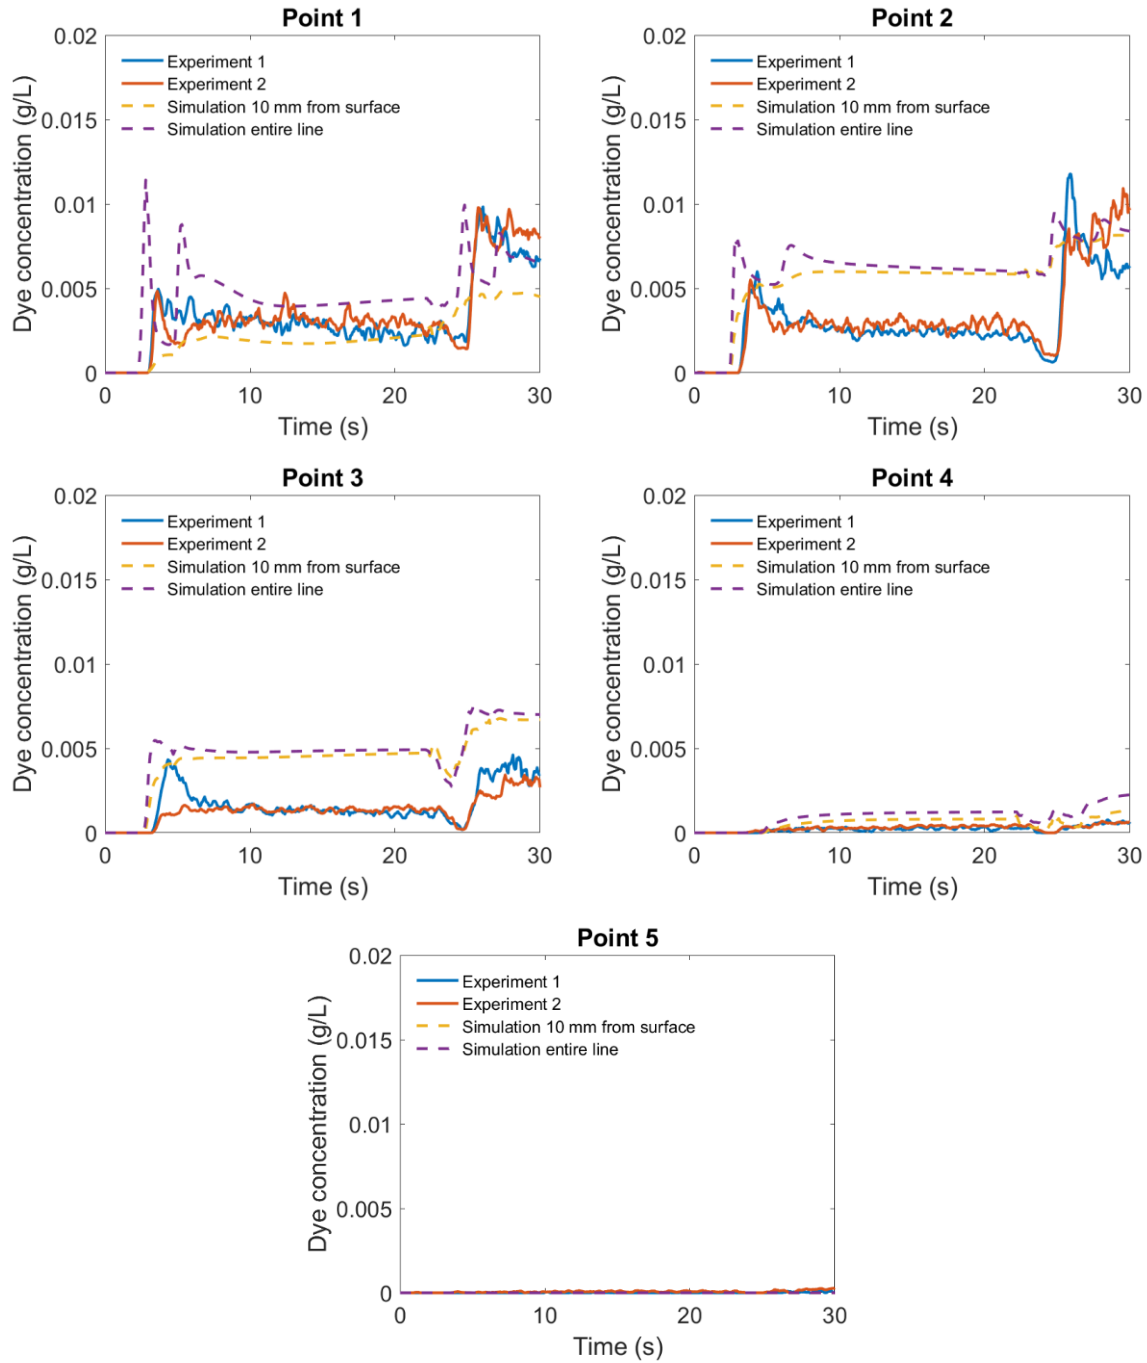 Point 1
Dye concentration (g/L)
0.02
0.015
0.01
0.005
0
Experiment 1
Experiment 2
Simulation 10 mm from surface
Simulation entire line
0 10 20 30
Time (s)
Point 2
Dye concentration (g/L)
0.02
0.015
0.01
0.005
0
Experiment 1
Experiment 2
Simulation 10 mm from surface
Simulation entire line
0 10 20 30
Time (s)
Point 3
Dye concentration (g/L)
0.02
0.015
0.01
0.005
0
Experiment 1
Experiment 2
Simulation 10 mm from surface
Simulation entire line
0 10 20 30
Time (s)
Point 4
Dye concentration (g/L)
0.02
0.015
0.01
0.005
0
Experiment 1
Experiment 2
Simulation 10 mm from surface
Simulation entire line
0 10 20 30
Time (s)
Point 5
Dye concentration (g/L)
0.02
0.015
0.01
0.005
0
Experiment 1
Experiment 2
Simulation 10 mm from surface
Simulation entire line
0 10 20 30
Time (s)